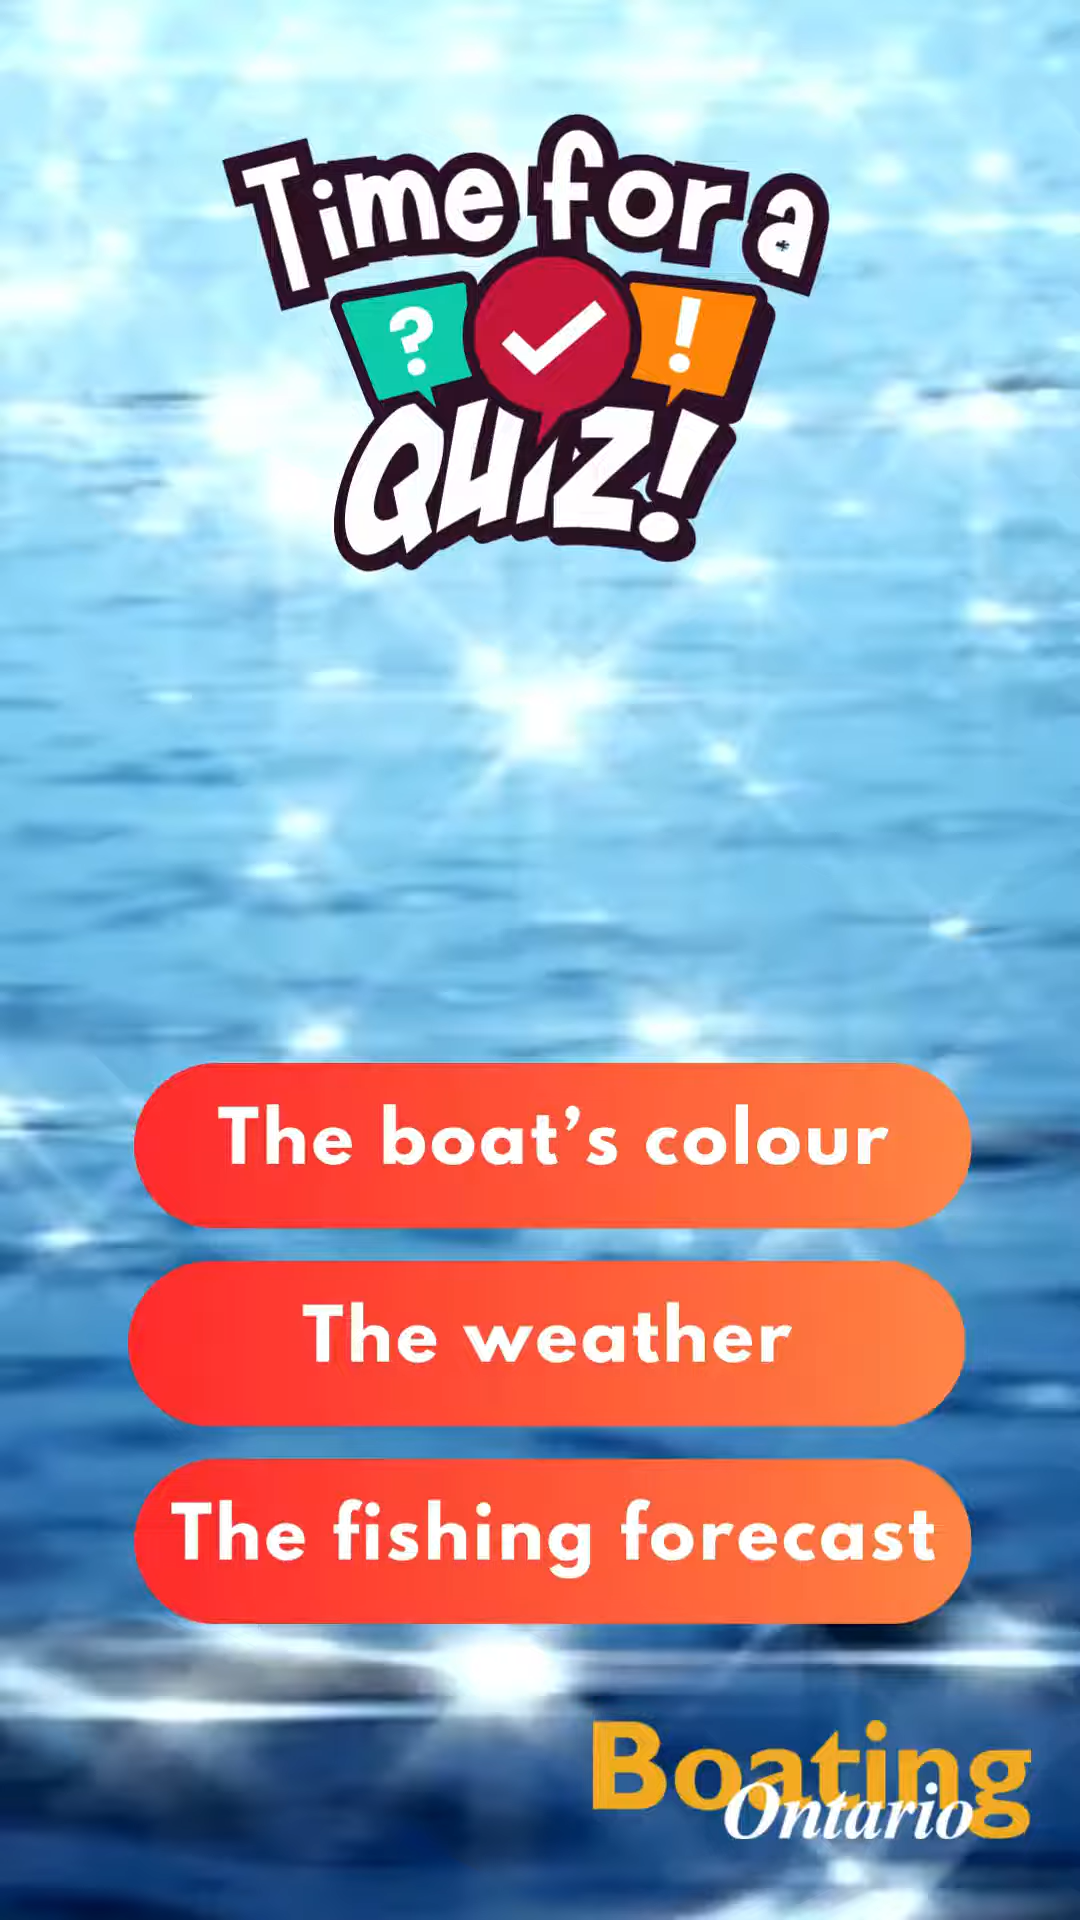 Time for a
?
!
QUIZ!
The boat's colour
The weather
The fishing forecast
Boating
Ontario